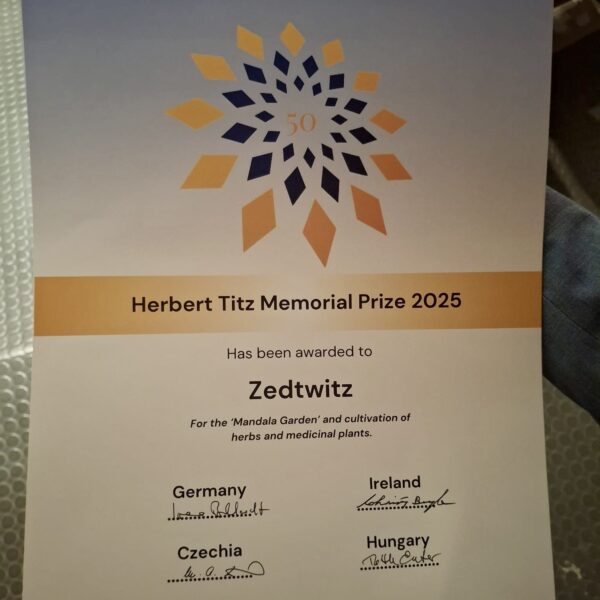 50
Herbert Titz Memorial Prize 2025
Has been awarded to
Zedtwitz
For the ‘Mandala Garden’ and cultivation of
herbs and medicinal plants.
Germany
Ireland
Czechia
Hungary